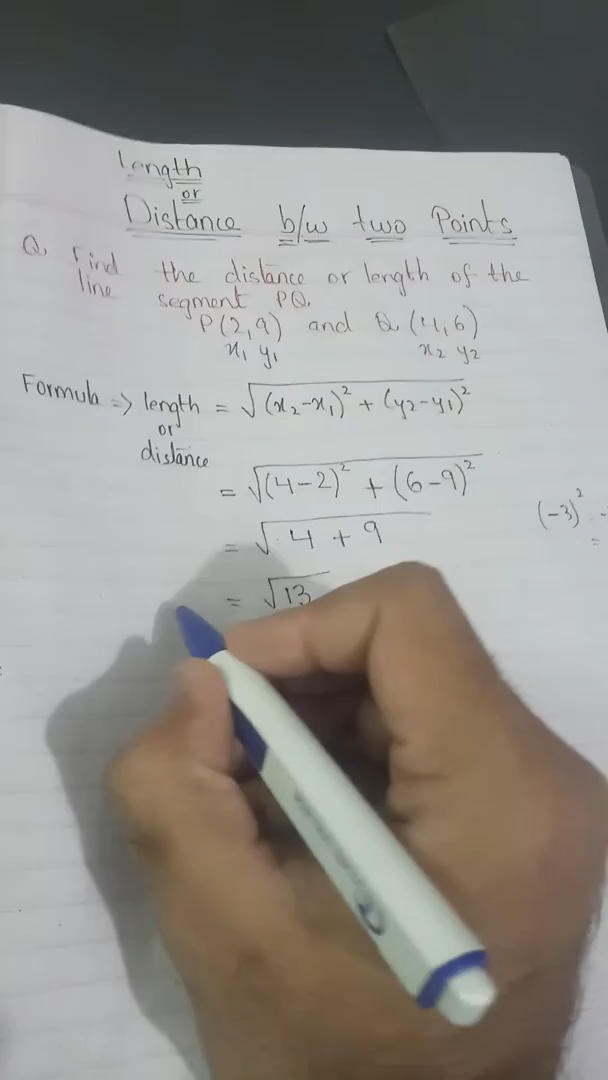 Length
or
Distance b/w two Points
Q Find the distance or length of the
line segment PQ.
P(2,9) and Q(4,6)
x₁ y₁ x₂ y₂
Formula => length = √(x₂-x₁)² + (y₂-y₁)²
or
distance
= √(4-2)² + (6-9)²
(-3)²
=
= √4 + 9
= √13